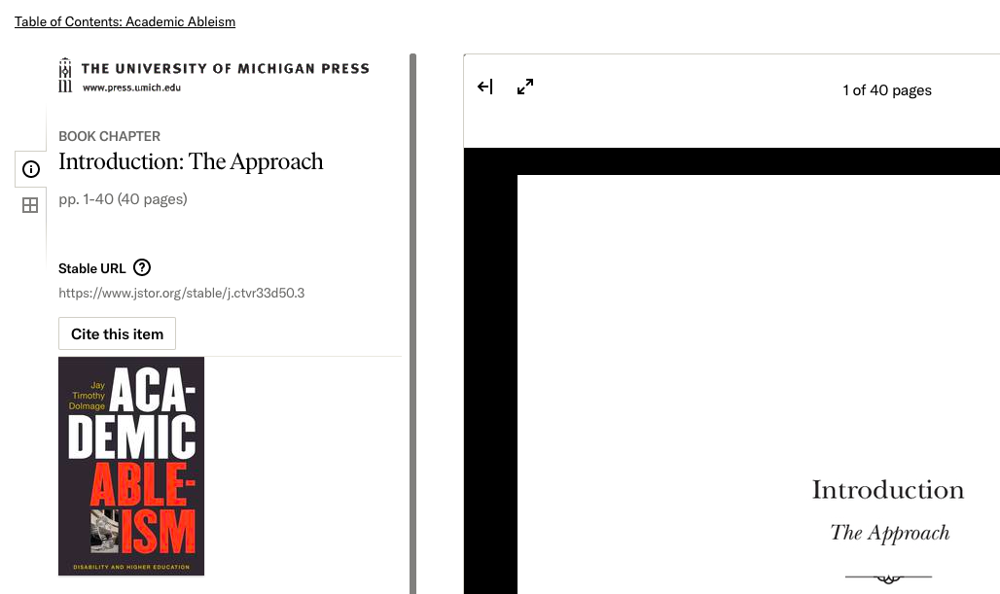 Table of Contents: Academic Ableism
THE UNIVERSITY OF MICHIGAN PRESS
www.press.umich.edu
BOOK CHAPTER
Introduction: The Approach
pp. 1-40 (40 pages)
Stable URL
https://www.jstor.org/stable/j.ctvr33d50.3
Cite this item
Jay
Timothy
Dolmage
ACA-
DEMIC
ABLE-
ISM
DISABILITY AND HIGHER EDUCATION
1 of 40 pages
Introduction
The Approach